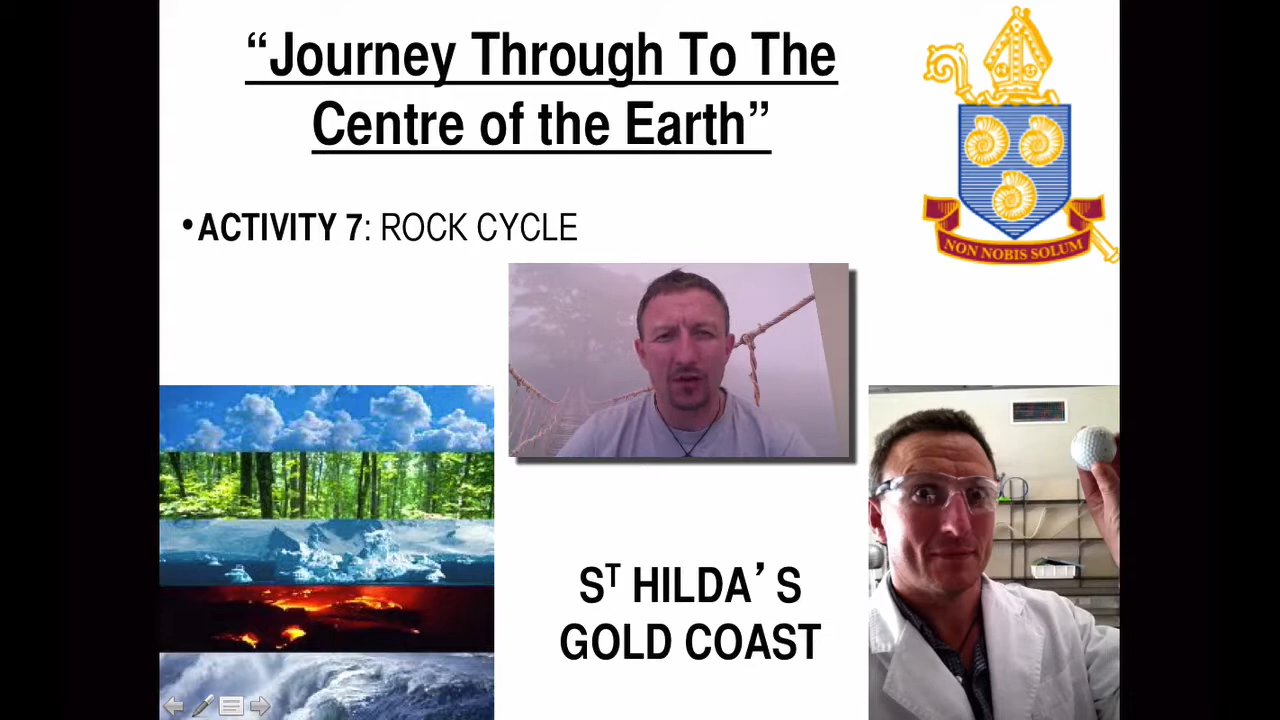 “Journey Through To The
Centre of the Earth”
•ACTIVITY 7: ROCK CYCLE
NON NOBIS SOLUM
Sᵀ HILDA’S
GOLD COAST